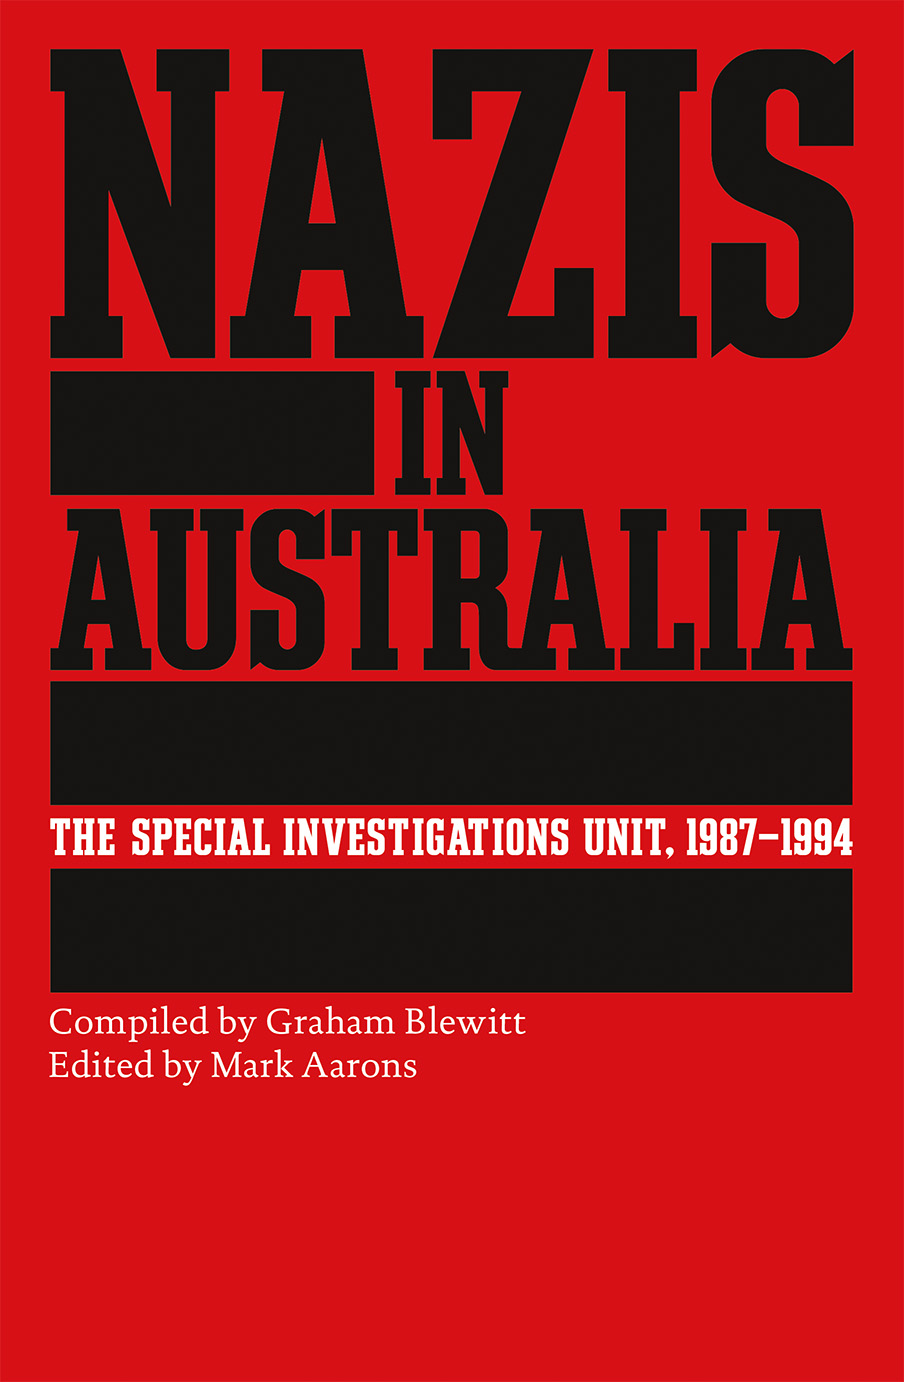 NAZIS
IN
AUSTRALIA
THE SPECIAL INVESTIGATIONS UNIT, 1987–1994
Compiled by Graham Blewitt
Edited by Mark Aarons